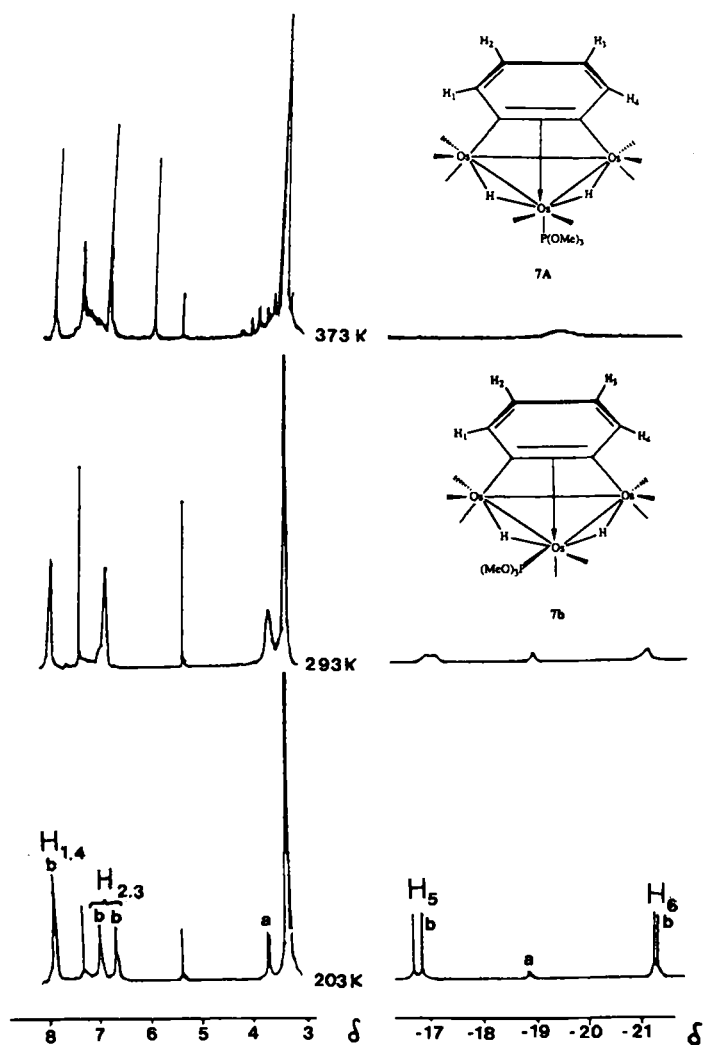 H₂ H₃
H₁ H₄
Os Os
H H
Os
P(OMe)₃
7A
373 K
H₂ H₃
H₁ H₄
Os Os
H H
Os
(MeO)₃P
7b
293 K
H₁,₄
b
H₂.₃
b b
a
203 K
H₅
b
a
H₆
b
8 7 6 5 4 3 δ
-17 -18 -19 -20 -21 δ